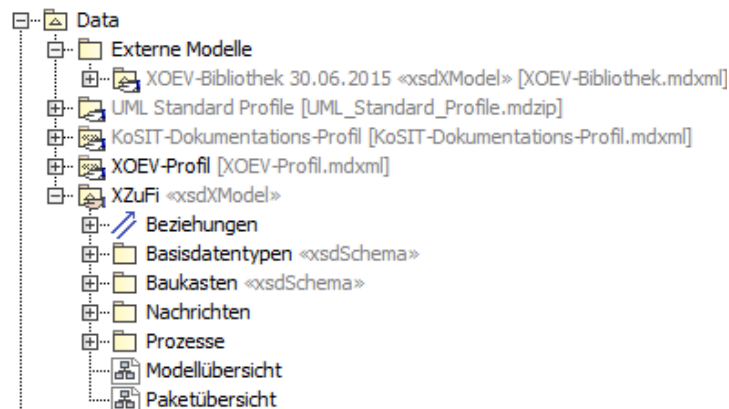 Data
Externe Modelle
XOEV-Bibliothek 30.06.2015 «xsdXModel» [XOEV-Bibliothek.mdxml]
UML Standard Profile [UML_Standard_Profile.mdzip]
KoSIT-Dokumentations-Profil [KoSIT-Dokumentations-Profil.mdxml]
XOEV-Profil [XOEV-Profil.mdxml]
XZuFi «xsdXModel»
Beziehungen
Basisdatentypen «xsdSchema»
Baukasten «xsdSchema»
Nachrichten
Prozesse
Modellübersicht
Paketübersicht